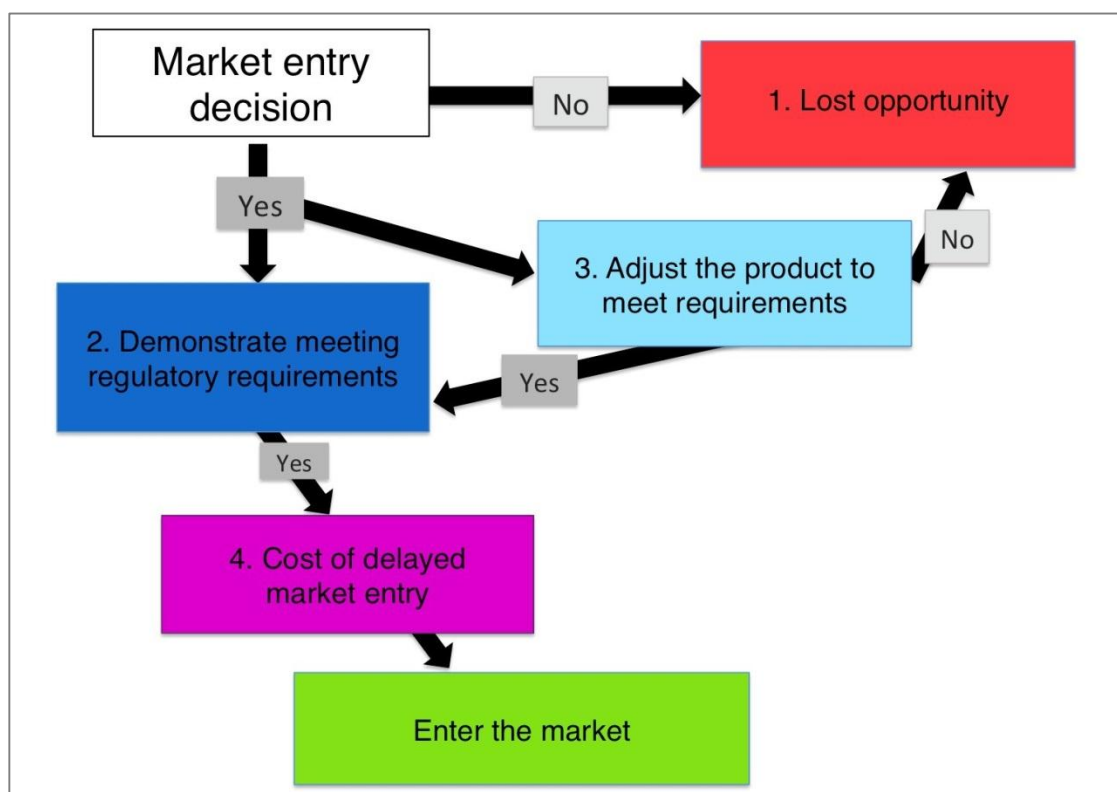 Market entry
decision
No
1. Lost opportunity
Yes
3. Adjust the product to
meet requirements
No
2. Demonstrate meeting
regulatory requirements
Yes
Yes
4. Cost of delayed
market entry
Enter the market